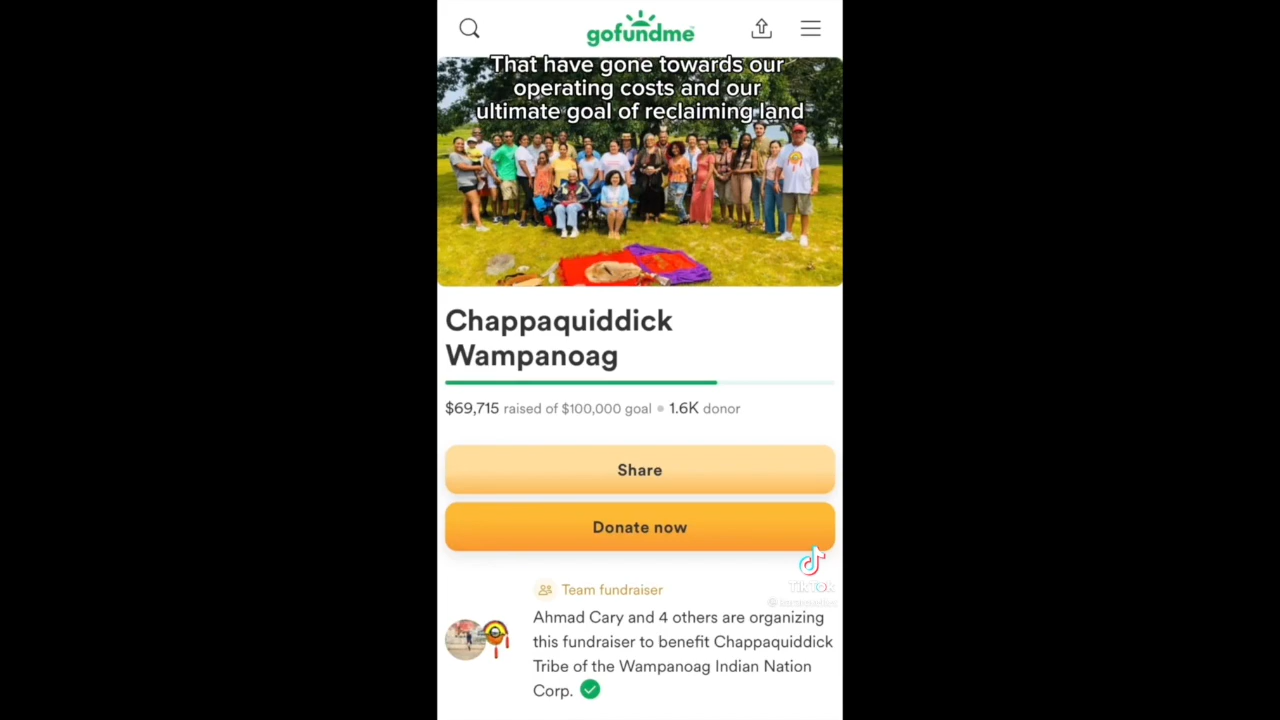 gofundme
That have gone towards our
operating costs and our
ultimate goal of reclaiming land
Chappaquiddick
Wampanoag
$69,715 raised of $100,000 goal • 1.6K donor
Share
Donate now
TikTok
Team fundraiser
Ahmad Cary and 4 others are organizing
this fundraiser to benefit Chappaquiddick
Tribe of the Wampanoag Indian Nation
Corp.